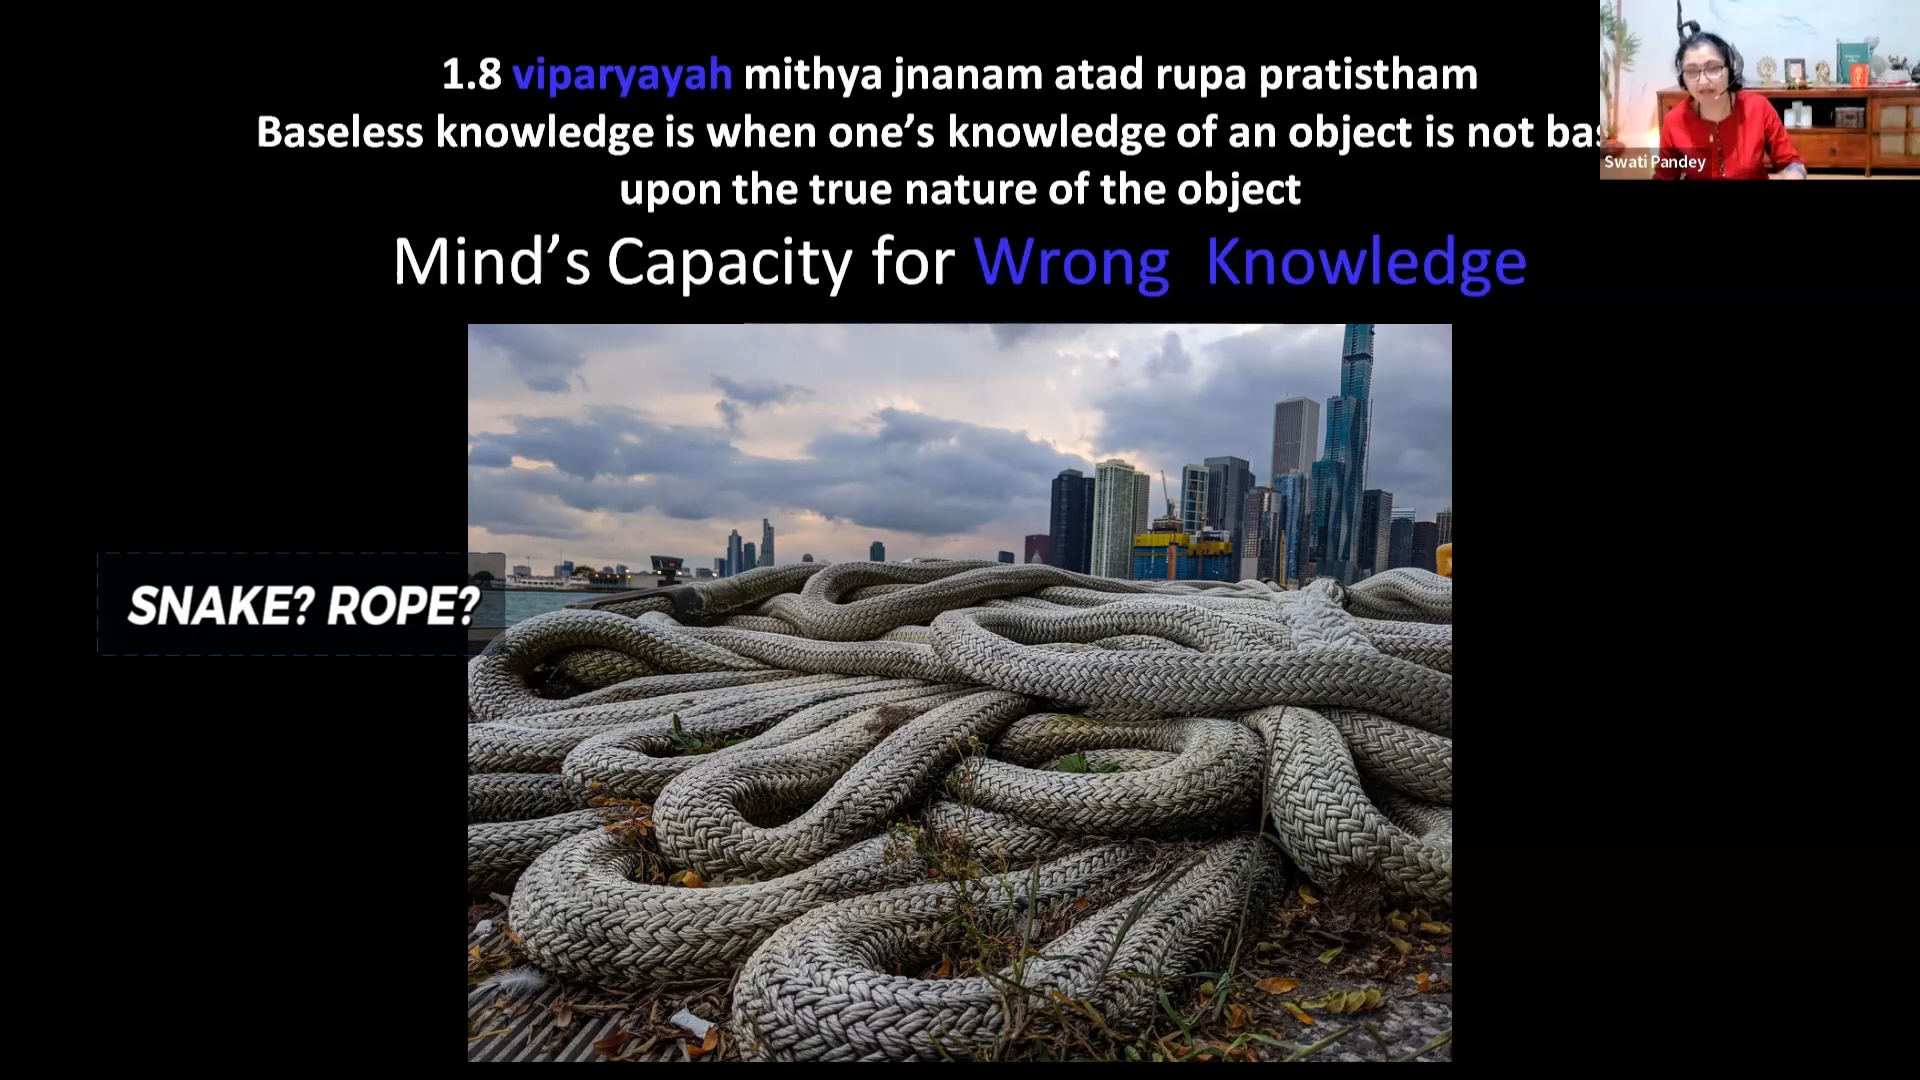 1.8 viparyayah mithya jnanam atad rupa pratistham
Baseless knowledge is when one’s knowledge of an object is not
upon the true nature of the object
Mind’s Capacity for Wrong Knowledge
SNAKE? ROPE?
Swati Pandey